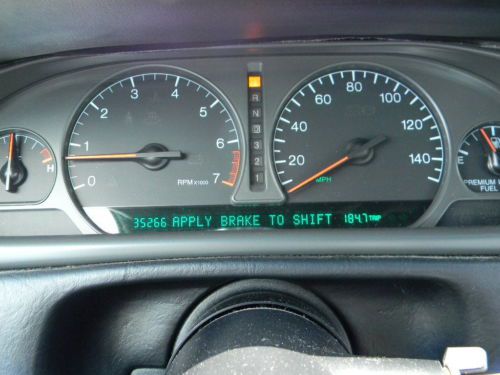 0 1 2 3 4 5 6 7
RPM X1000
R
N
D
3
2
1
20 40 60 80 100 120 140
MPH
H
E
PREMIUM
FUEL
35266 APPLY BRAKE TO SHIFT 184.7 TRIP